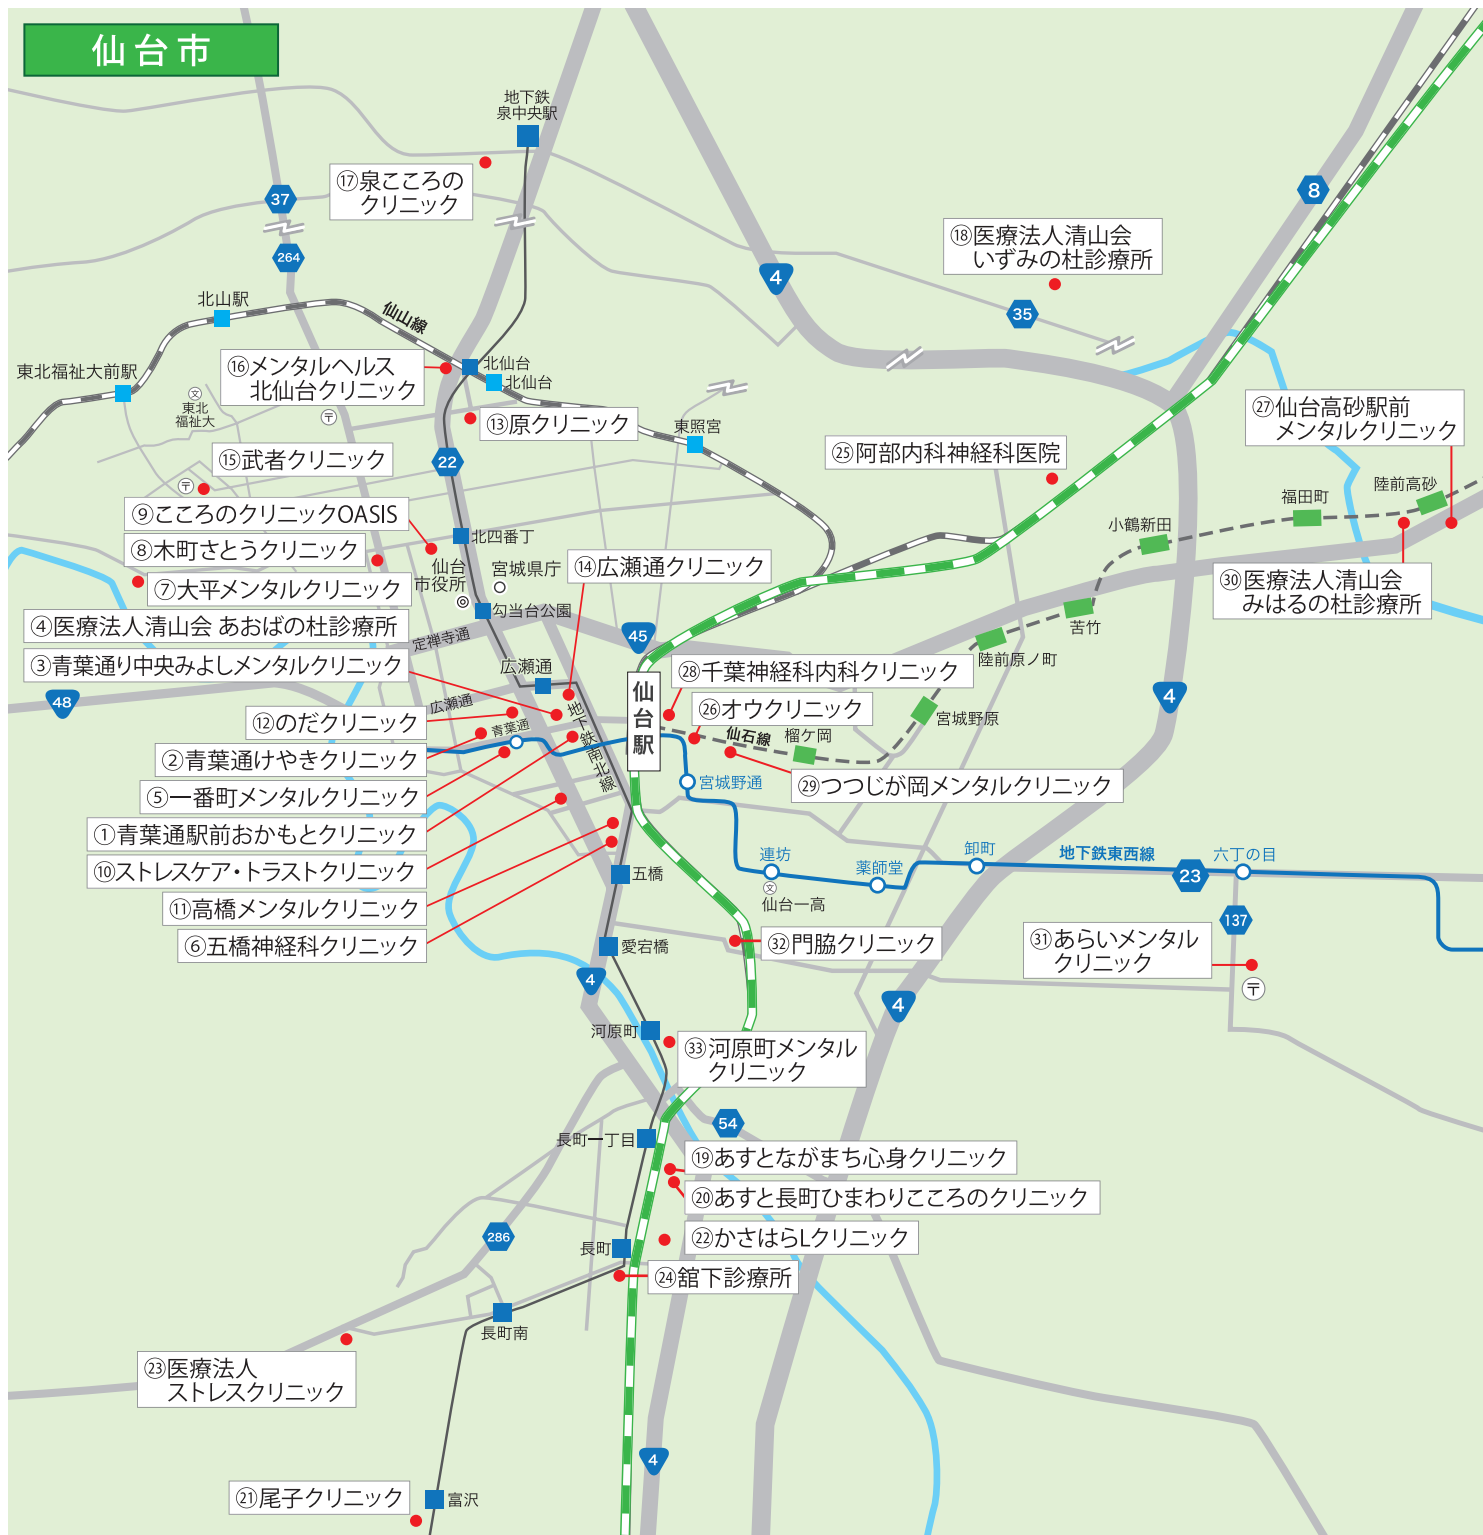 仙台市
地下鉄
泉中央駅
⑰泉こころの
クリニック
37
264
8
⑱医療法人清山会
いずみの杜診療所
4
35
北山駅
仙山線
東北福祉大前駅
⑯メンタルヘルス
北仙台クリニック
北仙台
北仙台
文
東北
福祉大
〒
⑬原クリニック
東照宮
㉗仙台高砂駅前
メンタルクリニック
㉕阿部内科神経科医院
⑮武者クリニック
22
〒
陸前高砂
福田町
小鶴新田
⑨こころのクリニックOASIS
北四番丁
⑧木町さとうクリニック
仙台
市役所
宮城県庁
⑭広瀬通クリニック
⑦大平メンタルクリニック
勾当台公園
㉚医療法人清山会
みはるの杜診療所
④医療法人清山会 あおばの杜診療所
定禅寺通
45
苦竹
陸前原ノ町
③青葉通り中央みよしメンタルクリニック
広瀬通
㉘千葉神経科内科クリニック
48
広瀬通
仙台駅
4
⑫のだクリニック
青葉通
地下鉄南北線
㉖オウクリニック
宮城野原
仙石線
榴ケ岡
②青葉通けやきクリニック
⑤一番町メンタルクリニック
宮城野通
㉙つつじが岡メンタルクリニック
①青葉通駅前おかもとクリニック
⑩ストレスケア・トラストクリニック
五橋
連坊
薬師堂
卸町
地下鉄東西線
23
六丁の目
文
仙台一高
⑪高橋メンタルクリニック
137
⑥五橋神経科クリニック
愛宕橋
㉜門脇クリニック
㉛あらいメンタル
クリニック
〒
4
4
河原町
㉝河原町メンタル
クリニック
54
長町一丁目
⑲あすとながまち心身クリニック
⑳あすと長町ひまわりこころのクリニック
286
長町
㉒かさはらLクリニック
㉔舘下診療所
長町南
㉓医療法人
ストレスクリニック
4
㉑尾子クリニック
富沢